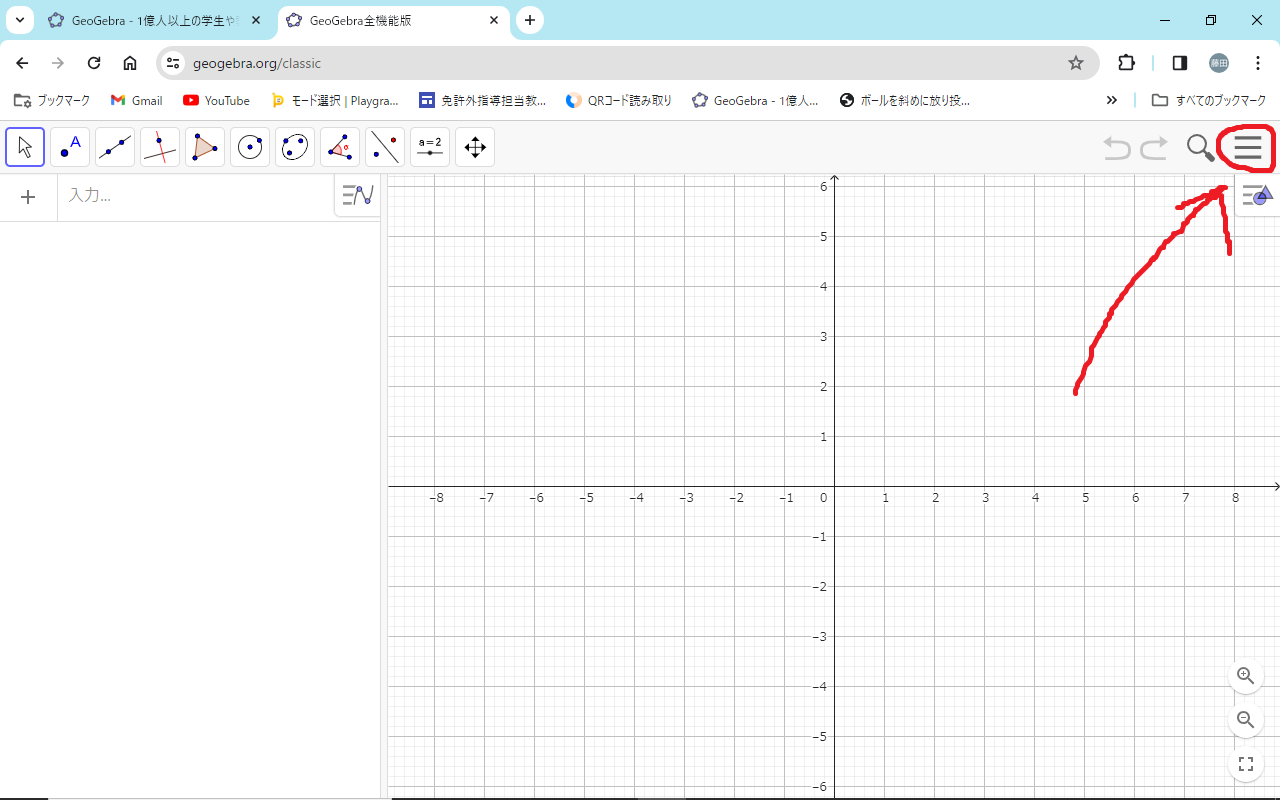 GeoGebra - 1億人以上の学生や
GeoGebra全機能版
geogebra.org/classic
藤田
ブックマーク
Gmail
YouTube
モード選択 | Playgra...
免許外指導担当教...
QRコード読み取り
GeoGebra - 1億人...
ボールを斜めに放り投...
»
すべてのブックマーク
A
a=2
入力...
6
5
4
3
2
1
-8 -7 -6 -5 -4 -3 -2 -1 0 1 2 3 4 5 6 7 8
-1
-2
-3
-4
-5
-6